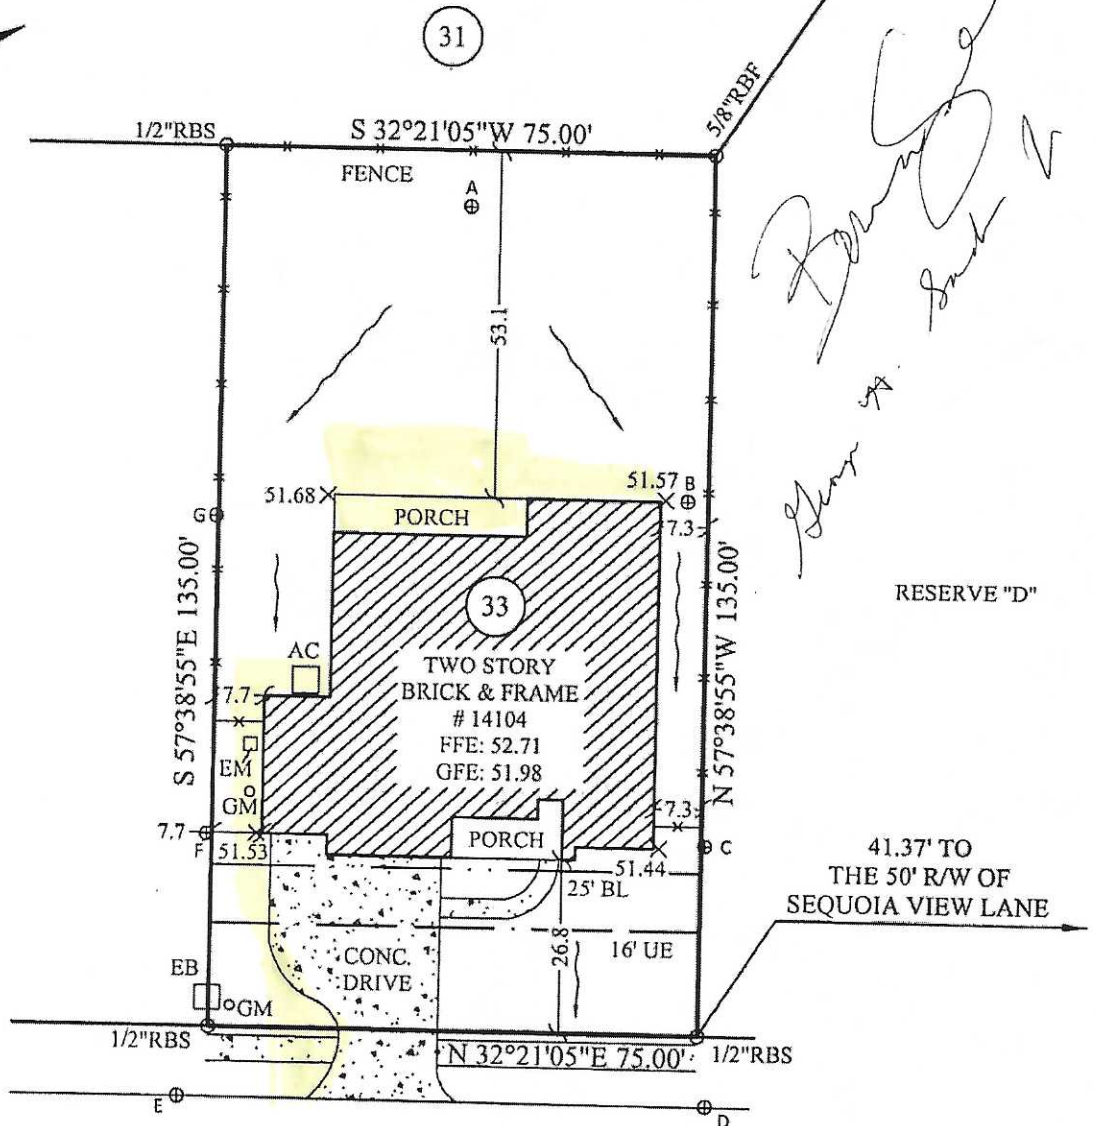 31
1/2"RBS
S 32°21'05"W 75.00'
5/8"RBF
FENCE
A
53.1
51.68
51.57 B
PORCH
G
7.3
S 57°38'55"E 135.00'
N 57°38'55"W 135.00'
33
RESERVE "D"
AC
TWO STORY
BRICK & FRAME
# 14104
FFE: 52.71
GFE: 51.98
7.7
EM
GM
7.3
7.7
F
51.53
PORCH
C
51.44
25' BL
41.37' TO
THE 50' R/W OF
SEQUOIA VIEW LANE
26.8
16' UE
CONC.
DRIVE
EB
GM
1/2"RBS
N 32°21'05"E 75.00'
1/2"RBS
E
D